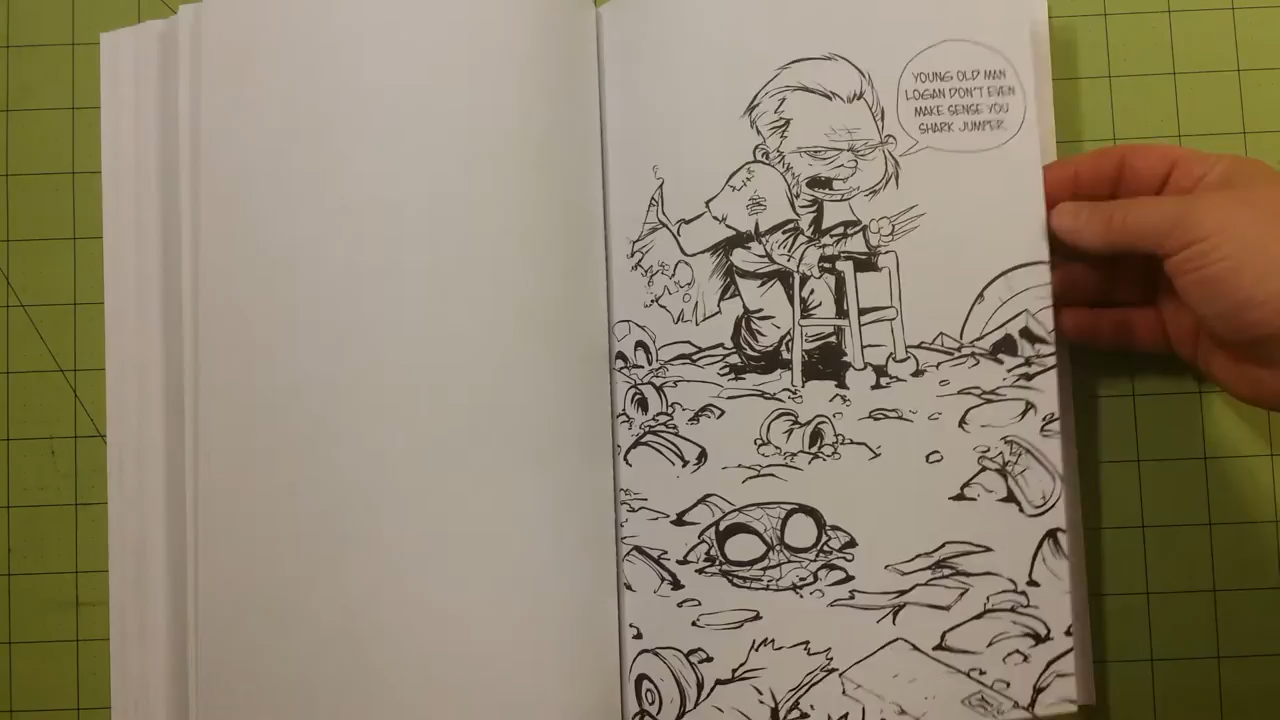 YOUNG OLD MAN
LOGAN DON'T EVEN
MAKE SENSE YOU
SHARK JUMPER.